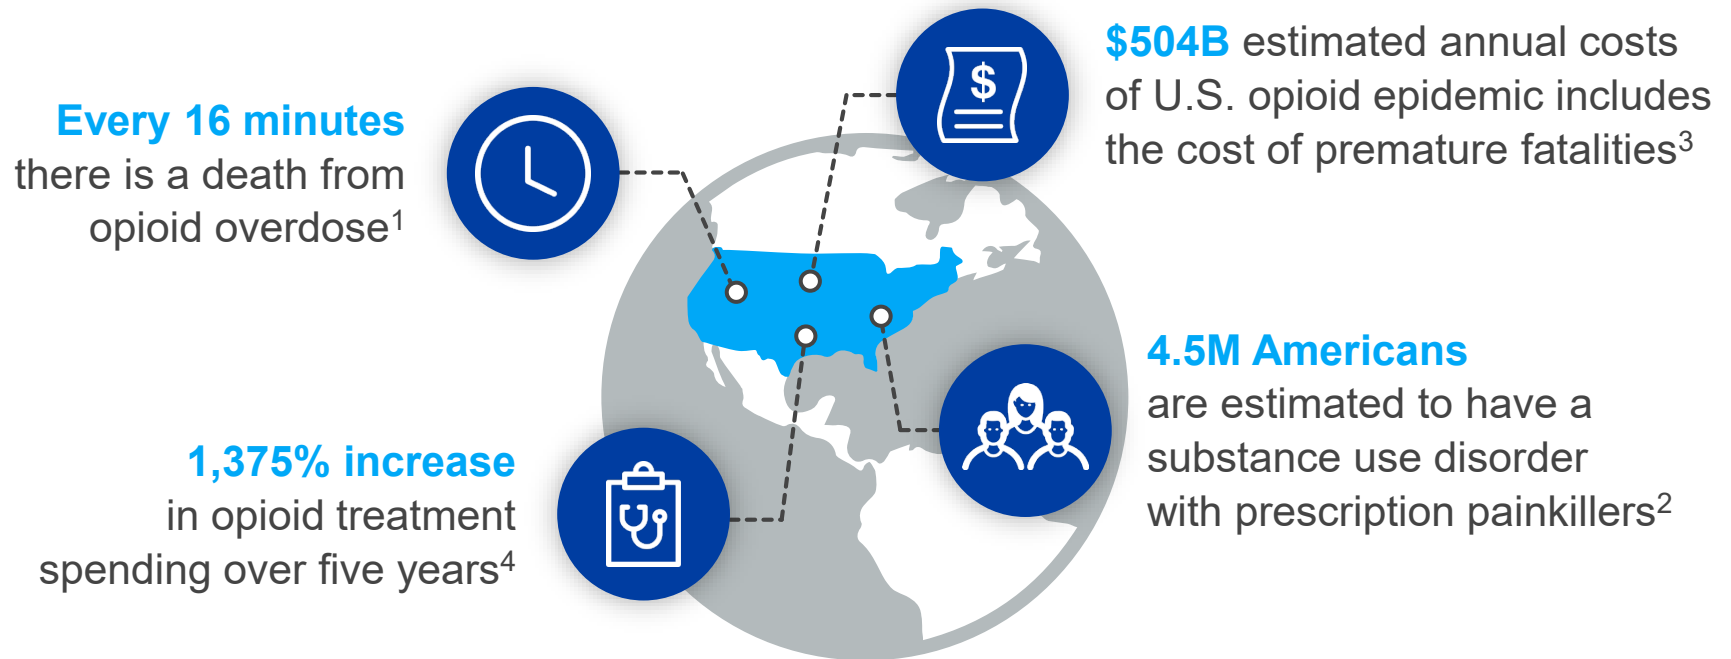 Every 16 minutes
there is a death from
opioid overdose¹
$
$504B estimated annual costs
of U.S. opioid epidemic includes
the cost of premature fatalities³
1,375% increase
in opioid treatment
spending over five years⁴
4.5M Americans
are estimated to have a
substance use disorder
with prescription painkillers²